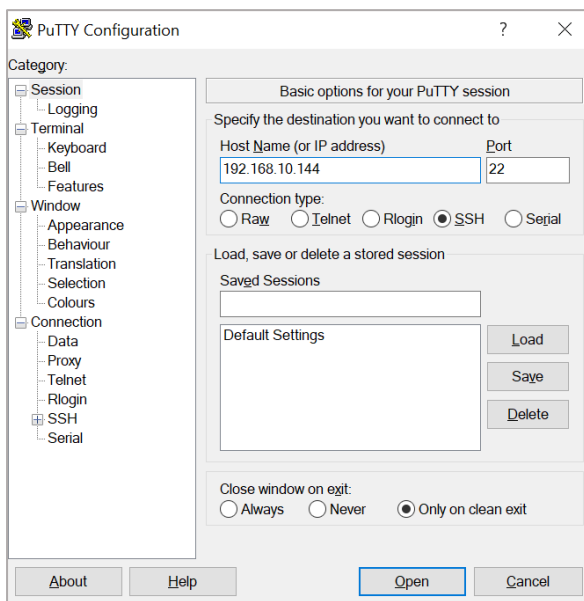 PuTTY Configuration
?
Category:
Session
Logging
Terminal
Keyboard
Bell
Features
Window
Appearance
Behaviour
Translation
Selection
Colours
Connection
Data
Proxy
Telnet
Rlogin
SSH
Serial
Basic options for your PuTTY session
Specify the destination you want to connect to
Host Name (or IP address) Port
192.168.10.144 22
Connection type:
Raw Telnet Rlogin SSH Serial
Load, save or delete a stored session
Saved Sessions
Default Settings
Load
Save
Delete
Close window on exit:
Always Never Only on clean exit
About Help Open Cancel